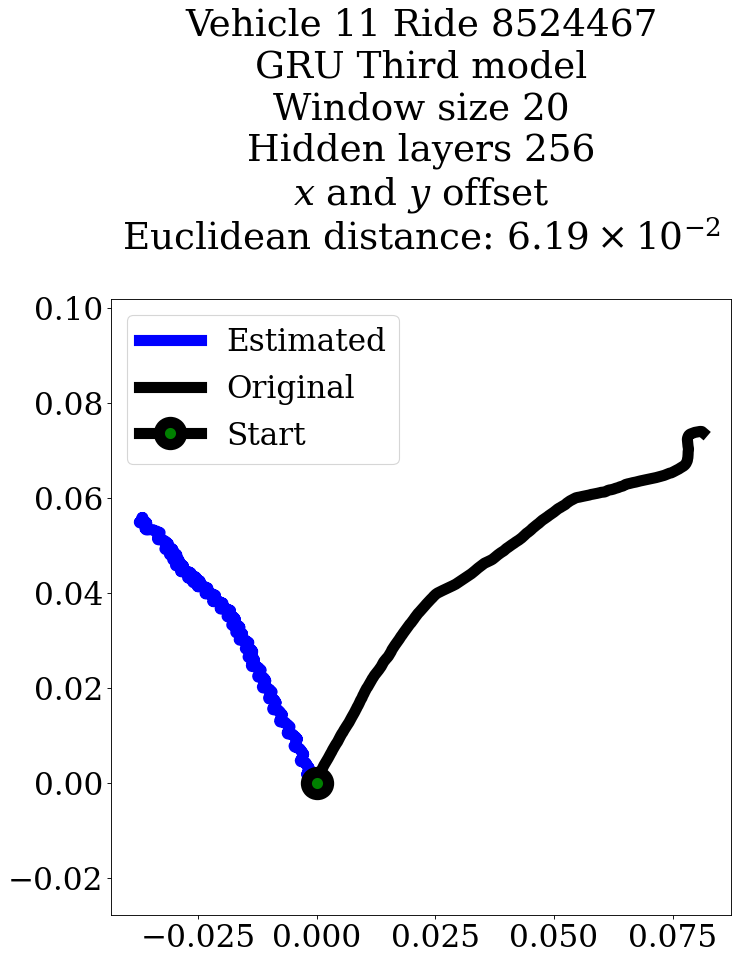 Vehicle 11 Ride 8524467
GRU Third model
Window size 20
Hidden layers 256
x and y offset
Euclidean distance: 6.19 × 10⁻²
0.10
Estimated
Original
Start
0.08
0.06
0.04
0.02
0.00
−0.02
−0.025 0.000 0.025 0.050 0.075